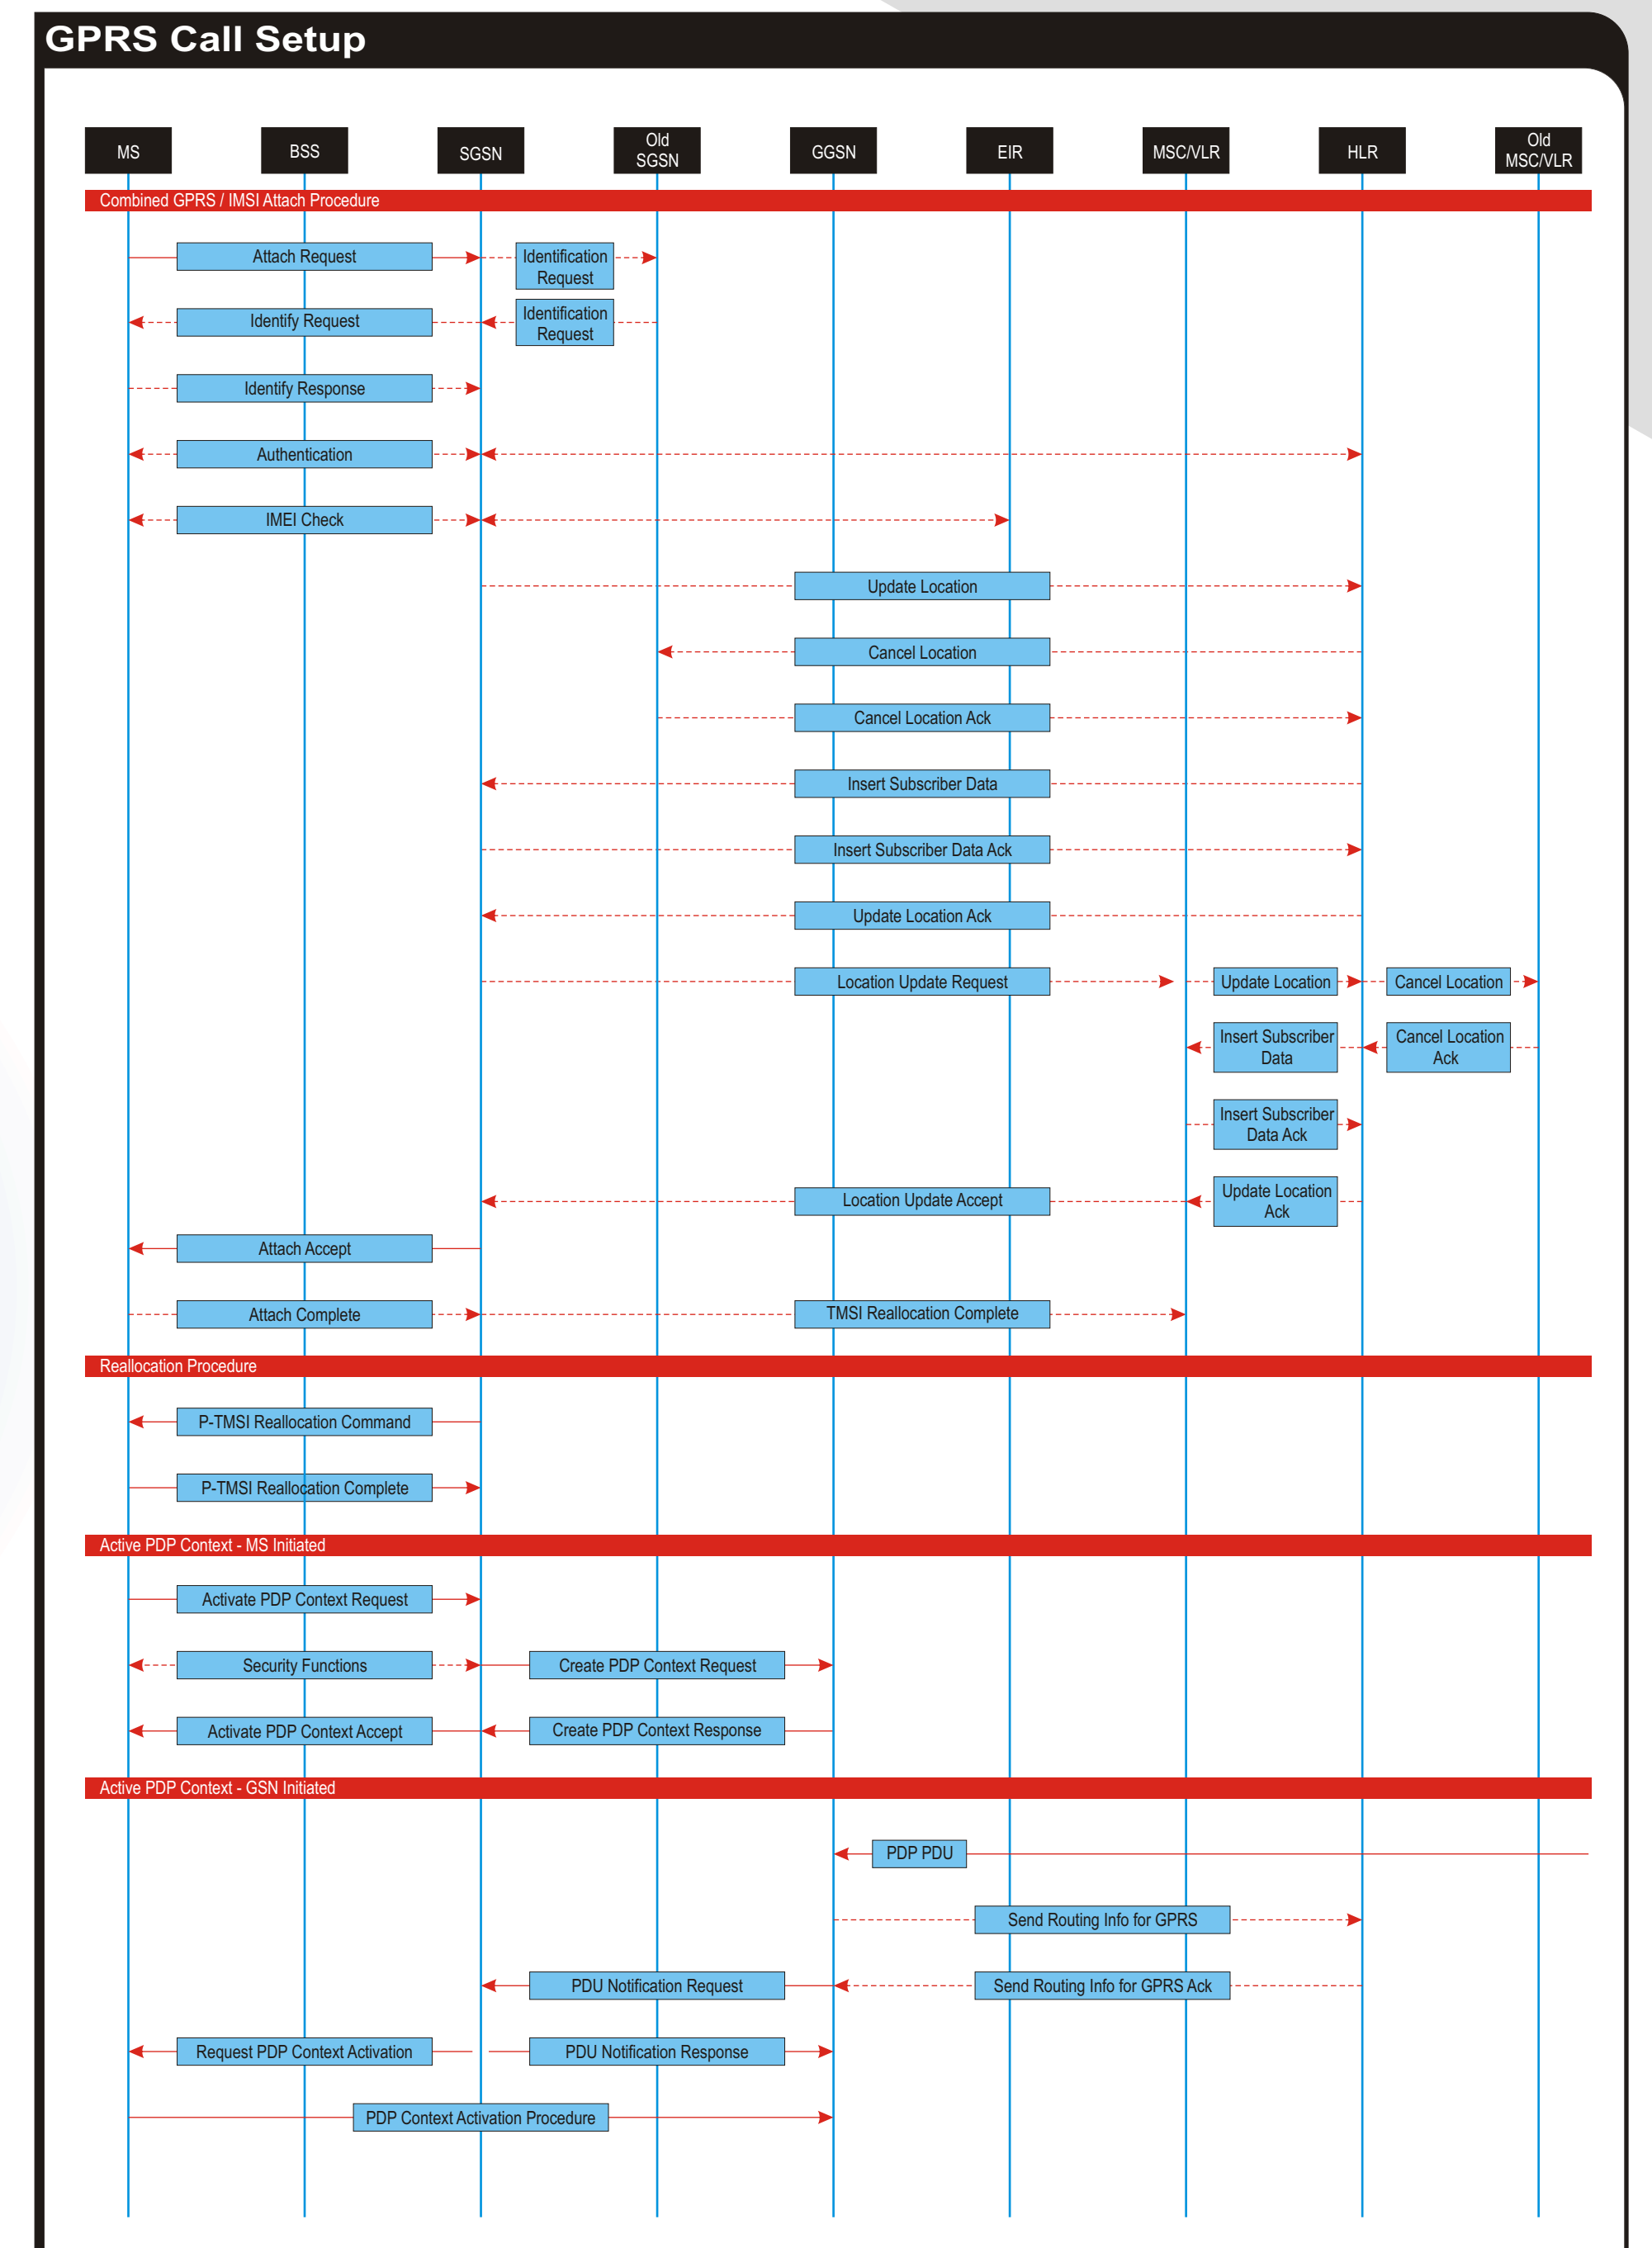 GPRS Call Setup
MS
BSS
SGSN
Old
SGSN
GGSN
EIR
MSC/VLR
HLR
Old
MSC/VLR
Combined GPRS / IMSI Attach Procedure
Attach Request
Identification
Request
Identify Request
Identification
Request
Identify Response
Authentication
IMEI Check
Update Location
Cancel Location
Cancel Location Ack
Insert Subscriber Data
Insert Subscriber Data Ack
Update Location Ack
Location Update Request
Update Location
Cancel Location
Insert Subscriber
Data
Cancel Location
Ack
Insert Subscriber
Data Ack
Location Update Accept
Update Location
Ack
Attach Accept
Attach Complete
TMSI Reallocation Complete
Reallocation Procedure
P-TMSI Reallocation Command
P-TMSI Reallocation Complete
Active PDP Context - MS Initiated
Activate PDP Context Request
Security Functions
Create PDP Context Request
Activate PDP Context Accept
Create PDP Context Response
Active PDP Context - GSN Initiated
PDP PDU
Send Routing Info for GPRS
PDU Notification Request
Send Routing Info for GPRS Ack
Request PDP Context Activation
PDU Notification Response
PDP Context Activation Procedure